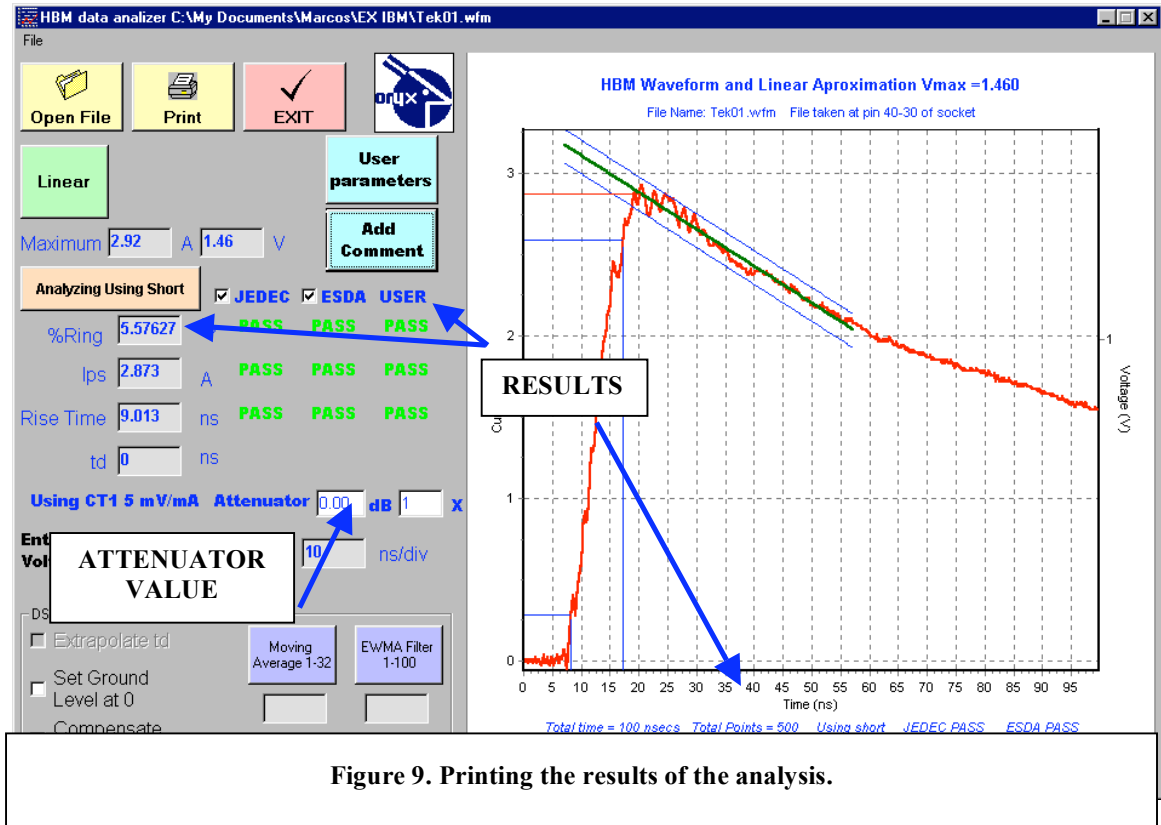 HBM data analizer C:\My Documents\Marcos\EX IBM\Tek01.wfm
File
Open File
Print
EXIT
oryx
Linear
User
parameters
Add
Comment
Maximum 2.92 A 1.46 V
Analyzing Using Short
JEDEC ESDA USER
%Ring 5.57627 PASS PASS PASS
Ips 2.873 A PASS PASS PASS
Rise Time 9.013 ns PASS PASS PASS
td 0 ns
Using CT1 5 mV/mA Attenuator 0.00 dB 1 X
Ent
Vol
10 ns/div
ATTENUATOR
VALUE
DS
Extrapolate td
Set Ground
Level at 0
Compensate
Moving
Average 1-32
EWMA Filter
1-100
HBM Waveform and Linear Aproximation Vmax =1.460
File Name: Tek01.wfm File taken at pin 40-30 of socket
3
2
1
0
Cu
1
Voltage (V)
RESULTS
0 5 10 15 20 25 30 35 40 45 50 55 60 65 70 75 80 85 90 95
Time (ns)
Total time = 100 nsecs Total Points = 500 Using short JEDEC PASS ESDA PASS
Figure 9. Printing the results of the analysis.